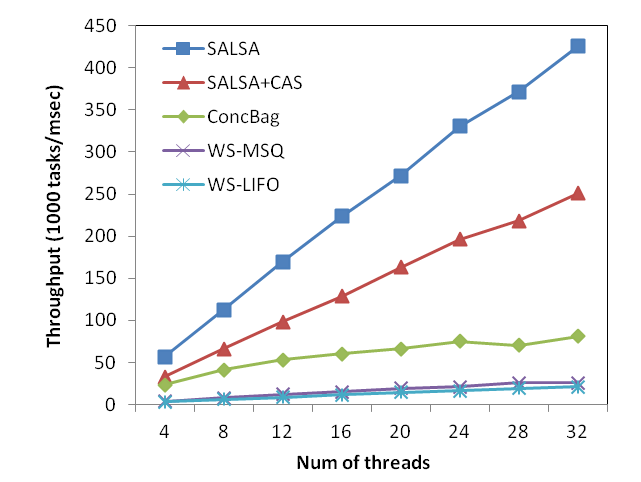 450
400
350
300
250
200
150
100
50
0
Throughput (1000 tasks/msec)
SALSA
SALSA+CAS
ConcBag
WS-MSQ
WS-LIFO
4 8 12 16 20 24 28 32
Num of threads